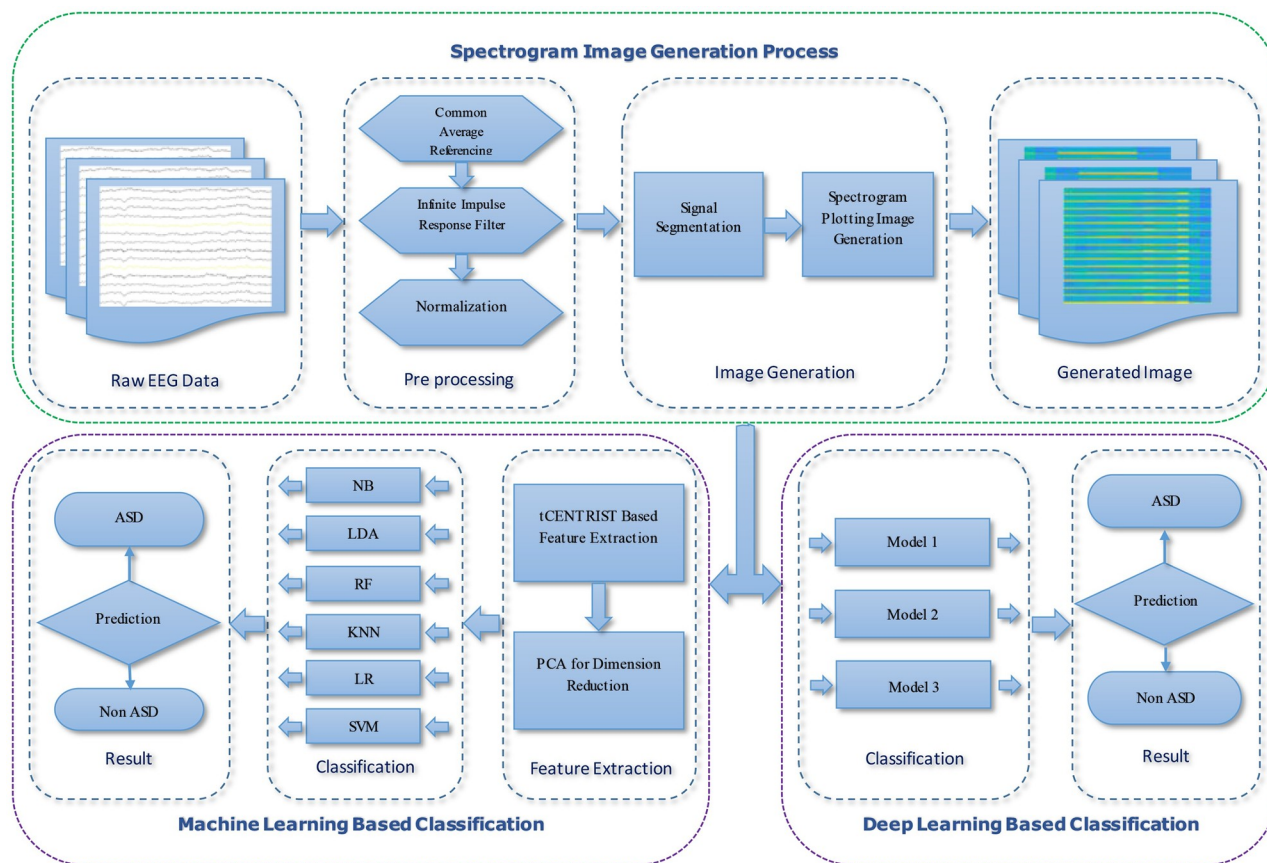 Spectrogram Image Generation Process
Raw EEG Data
Common
Average
Referencing
Infinite Impulse
Response Filter
Normalization
Pre processing
Signal
Segmentation
Spectrogram
Plotting Image
Generation
Image Generation
Generated Image
ASD
Prediction
Non ASD
Result
NB
LDA
RF
KNN
LR
SVM
Classification
tCENTRIST Based
Feature Extraction
PCA for Dimension
Reduction
Feature Extraction
Machine Learning Based Classification
Model 1
Model 2
Model 3
Classification
ASD
Prediction
Non ASD
Result
Deep Learning Based Classification